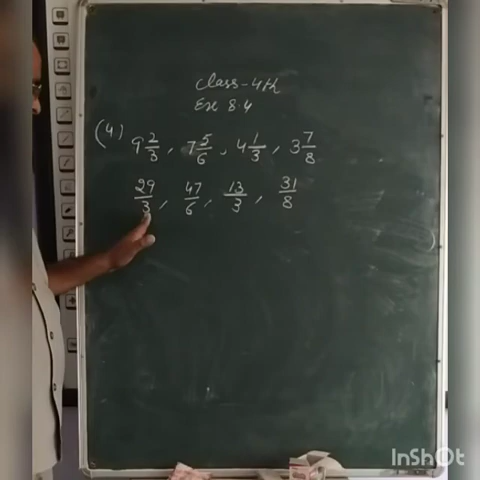 Class-4th
Ex 8.4
(4) 9 2/3, 7 5/6, 4 1/3, 3 7/8
29/3, 47/6, 13/3, 31/8
InShOt